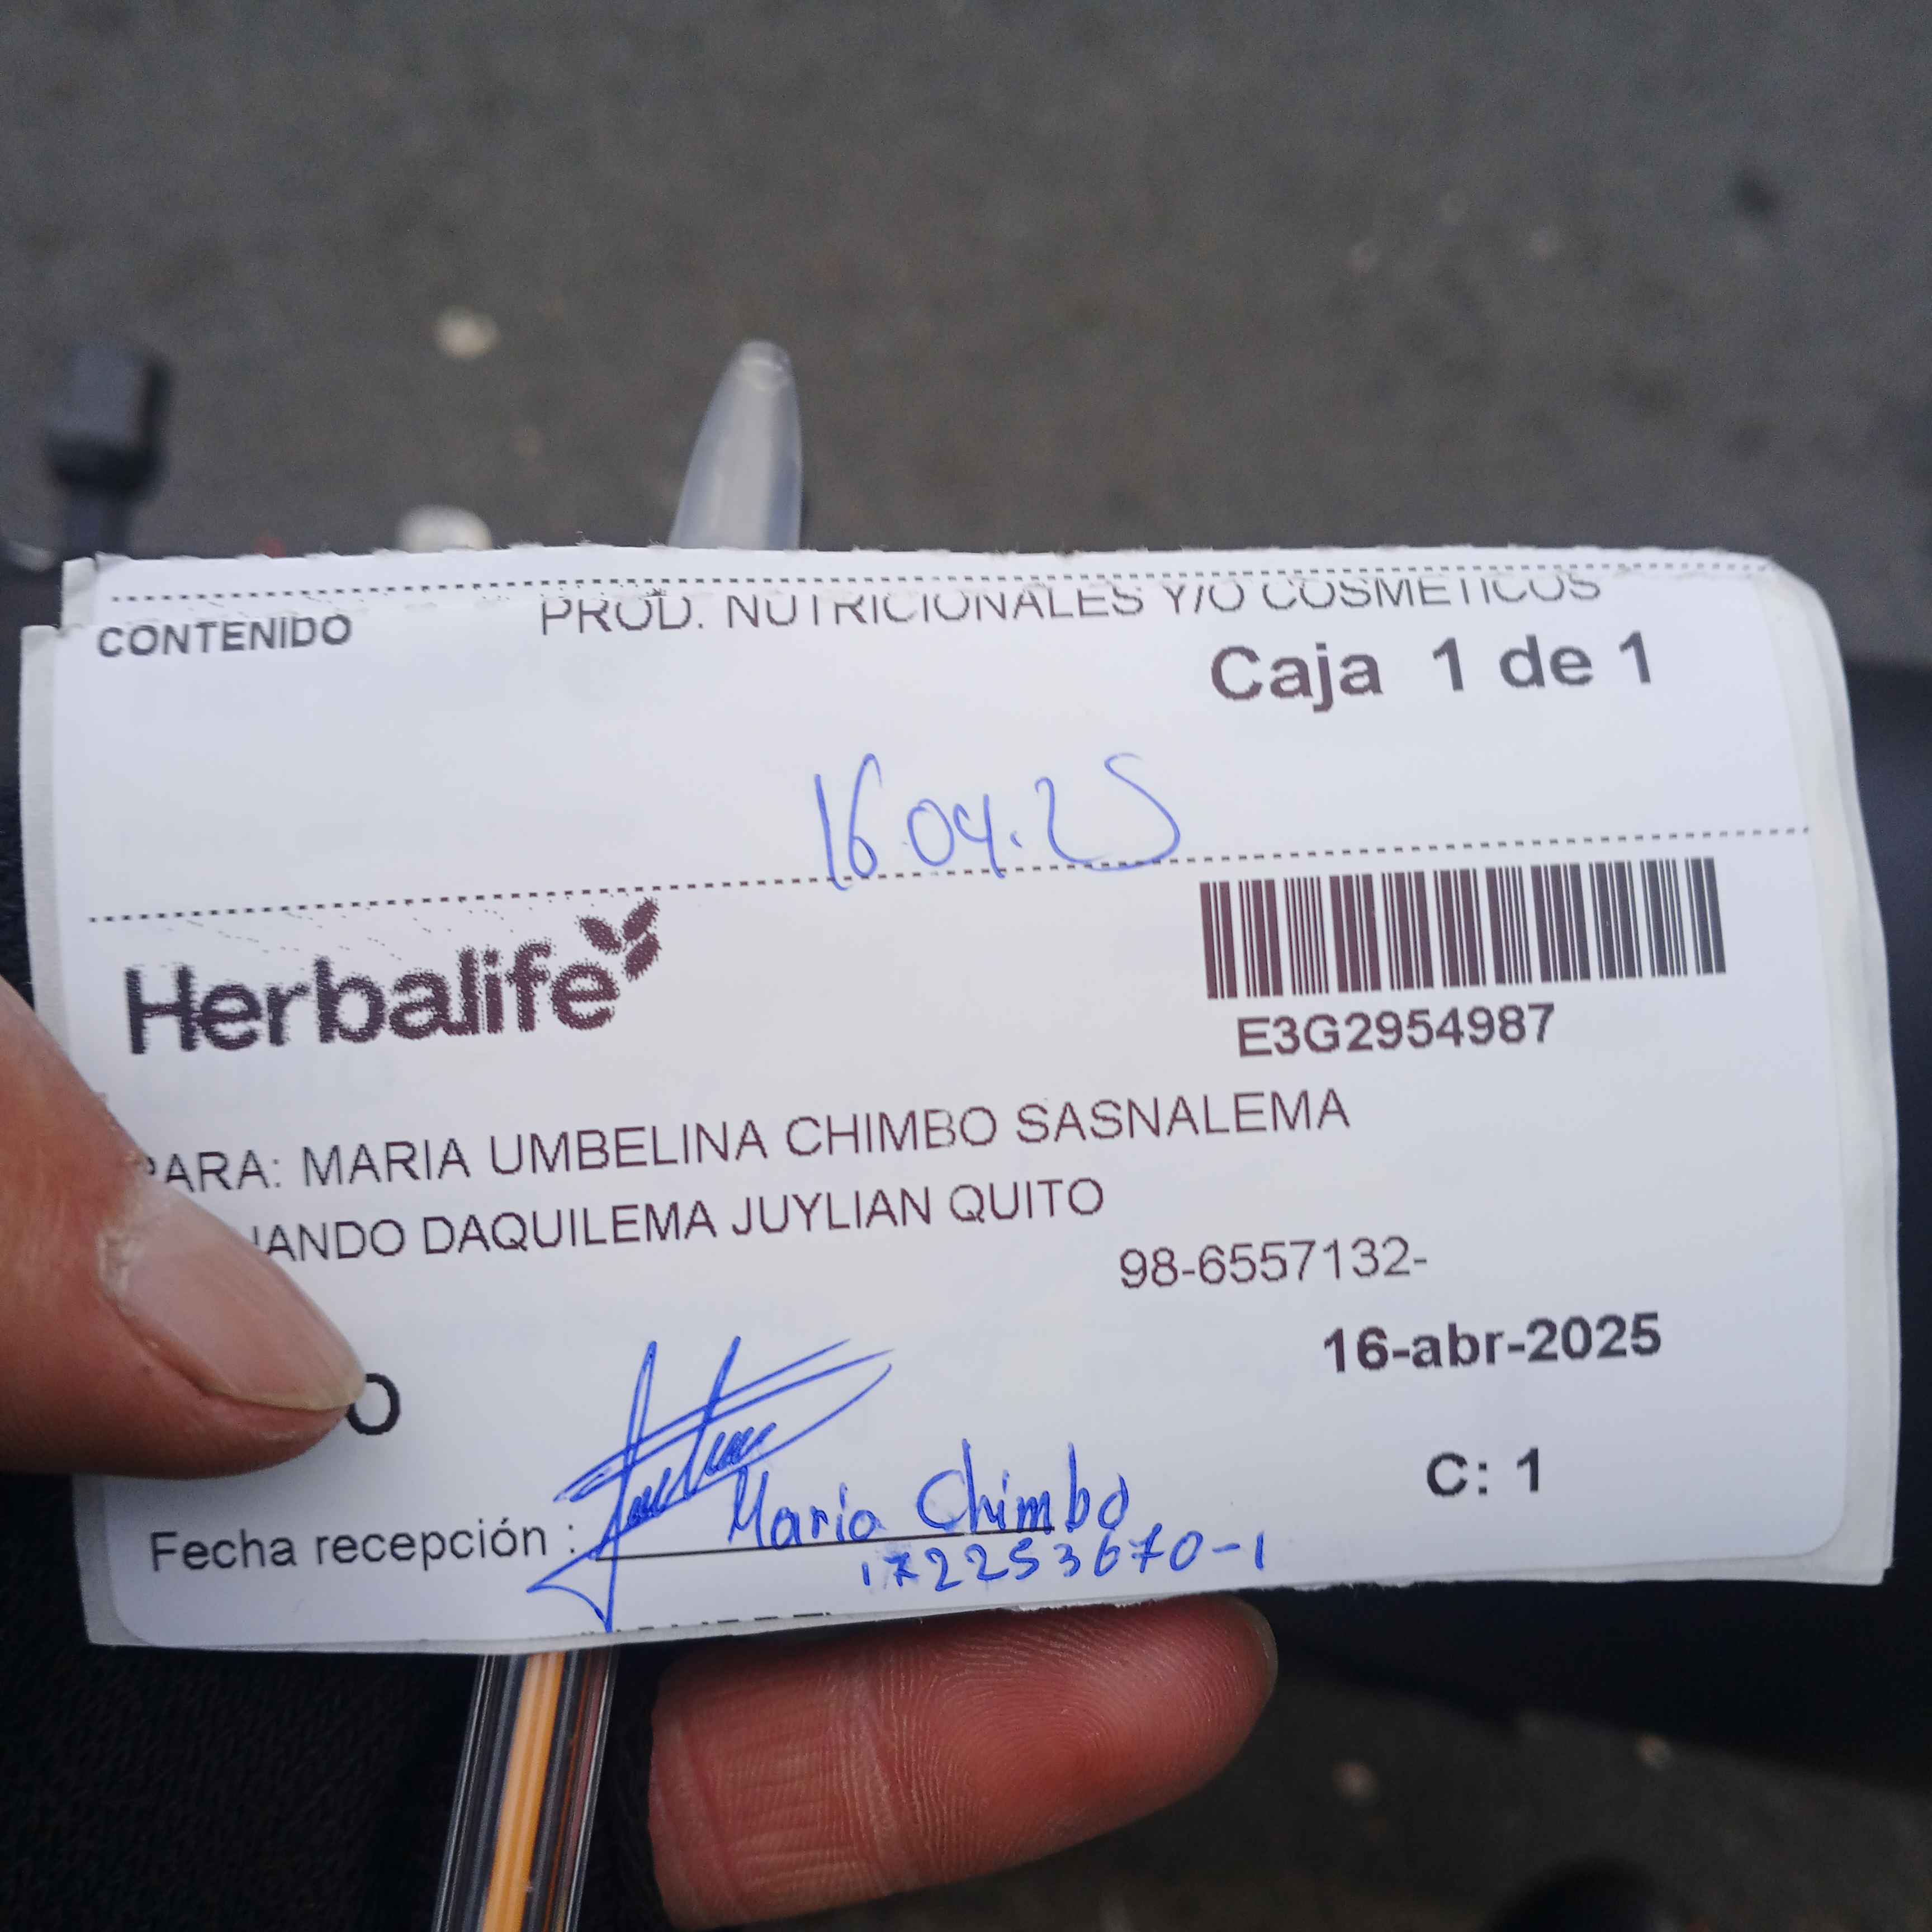 CONTENIDO PROD. NUTRICIONALES Y/O COSMETICOS
Caja 1 de 1
16.04.25
Herbalife
E3G2954987
PARA: MARIA UMBELINA CHIMBO SASNALEMA
ANDO DAQUILEMA JUYLIAN QUITO
98-6557132-
16-abr-2025
O
C: 1
Maria Chimbo
Fecha recepción :
172253670-1